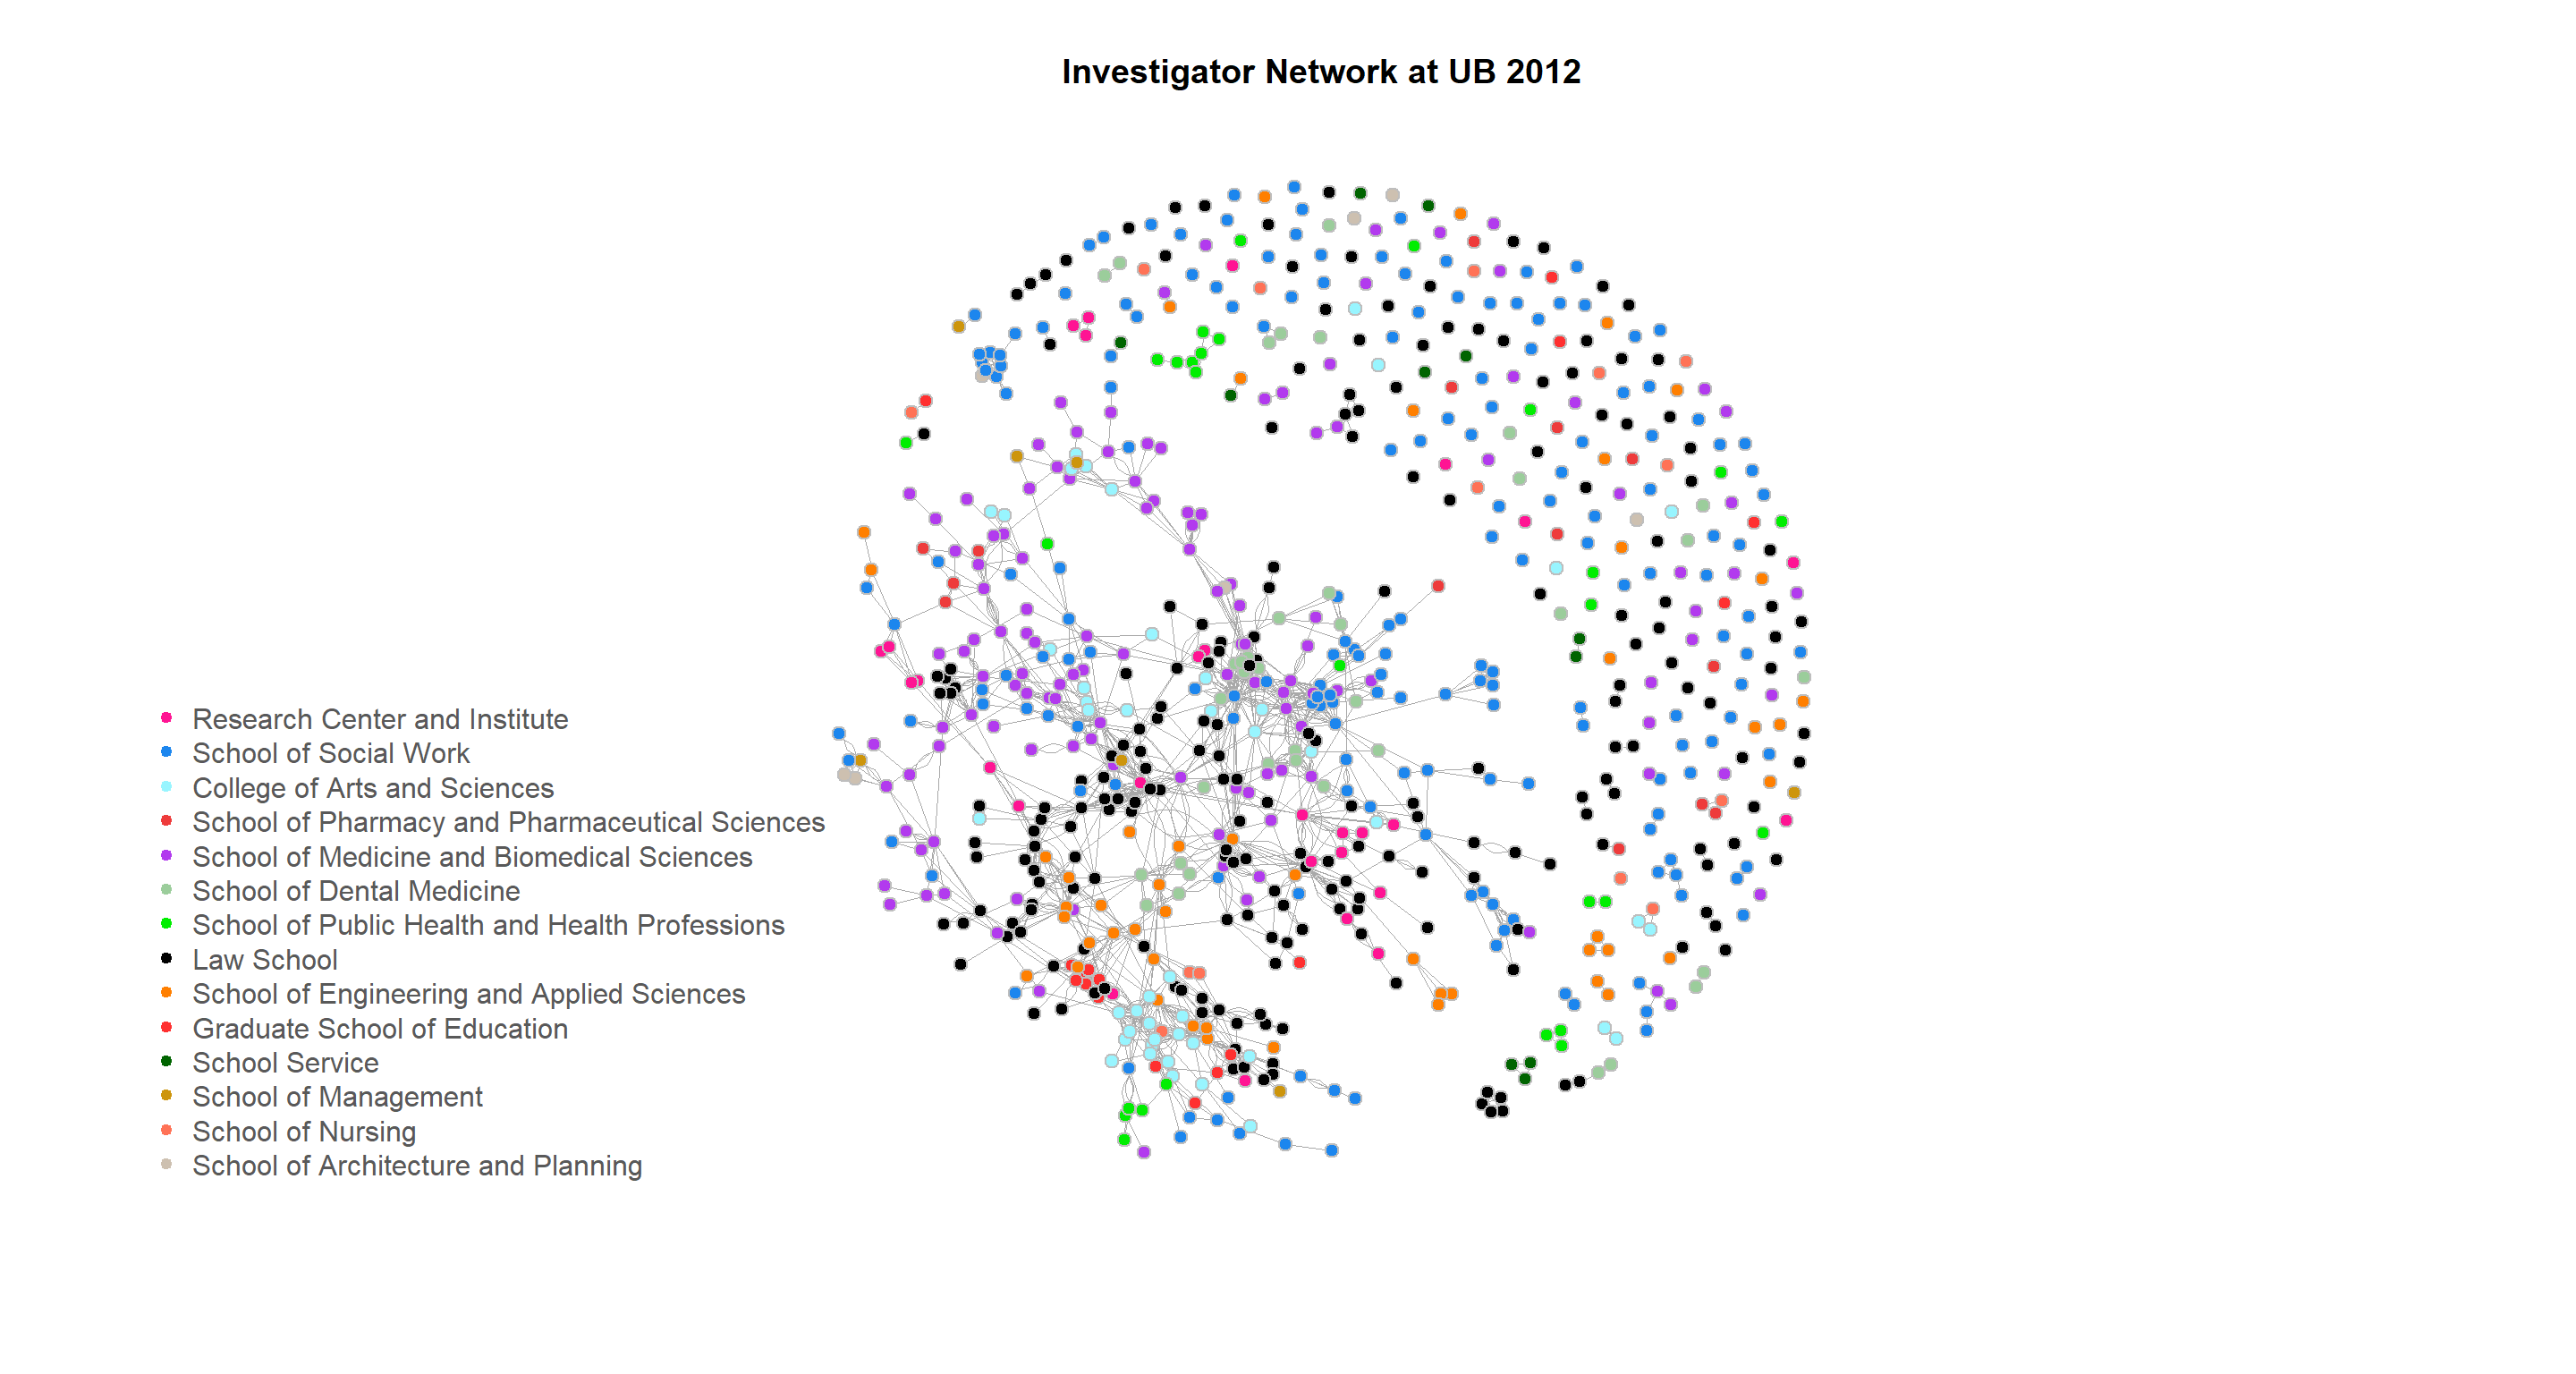 Investigator Network at UB 2012
Research Center and Institute
School of Social Work
College of Arts and Sciences
School of Pharmacy and Pharmaceutical Sciences
School of Medicine and Biomedical Sciences
School of Dental Medicine
School of Public Health and Health Professions
Law School
School of Engineering and Applied Sciences
Graduate School of Education
School Service
School of Management
School of Nursing
School of Architecture and Planning